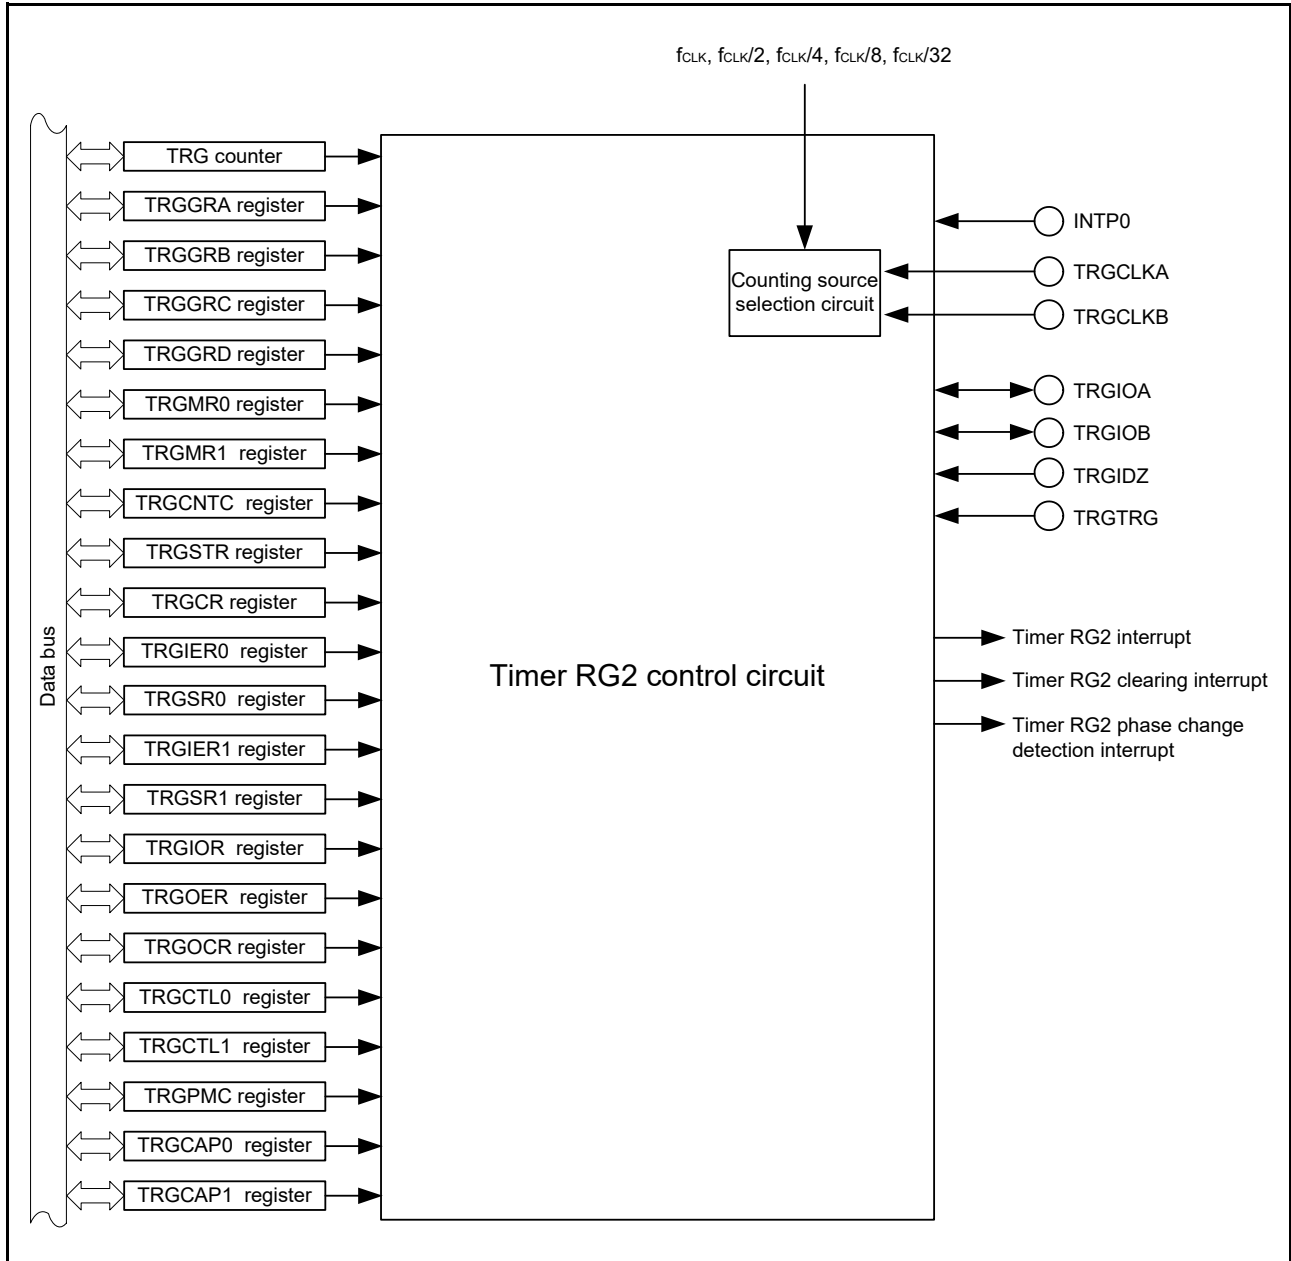 fCLK, fCLK/2, fCLK/4, fCLK/8, fCLK/32
Data bus
TRG counter
TRGGRA register
TRGGRB register
TRGGRC register
TRGGRD register
TRGMR0 register
TRGMR1 register
TRGCNTC register
TRGSTR register
TRGCR register
TRGIER0 register
TRGSR0 register
TRGIER1 register
TRGSR1 register
TRGIOR register
TRGOER register
TRGOCR register
TRGCTL0 register
TRGCTL1 register
TRGPMC register
TRGCAP0 register
TRGCAP1 register
Timer RG2 control circuit
Counting source
selection circuit
INTP0
TRGCLKA
TRGCLKB
TRGIOA
TRGIOB
TRGIDZ
TRGTRG
Timer RG2 interrupt
Timer RG2 clearing interrupt
Timer RG2 phase change
detection interrupt